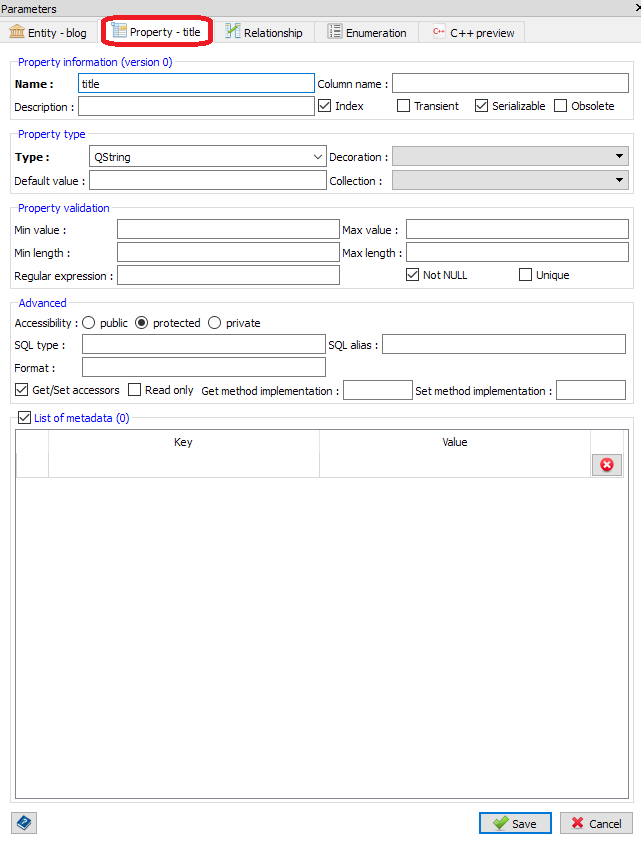 Parameters
Entity - blog Property - title Relationship Enumeration C++ C++ preview
Property information (version 0)
Name : title Column name :
Description : Index Transient Serializable Obsolete
Property type
Type : QString Decoration :
Default value : Collection :
Property validation
Min value : Max value :
Min length : Max length :
Regular expression : Not NULL Unique
Advanced
Accessibility : public protected private
SQL type : SQL alias :
Format :
Get/Set accessors Read only Get method implementation : Set method implementation :
List of metadata (0)
Key Value
Save Cancel